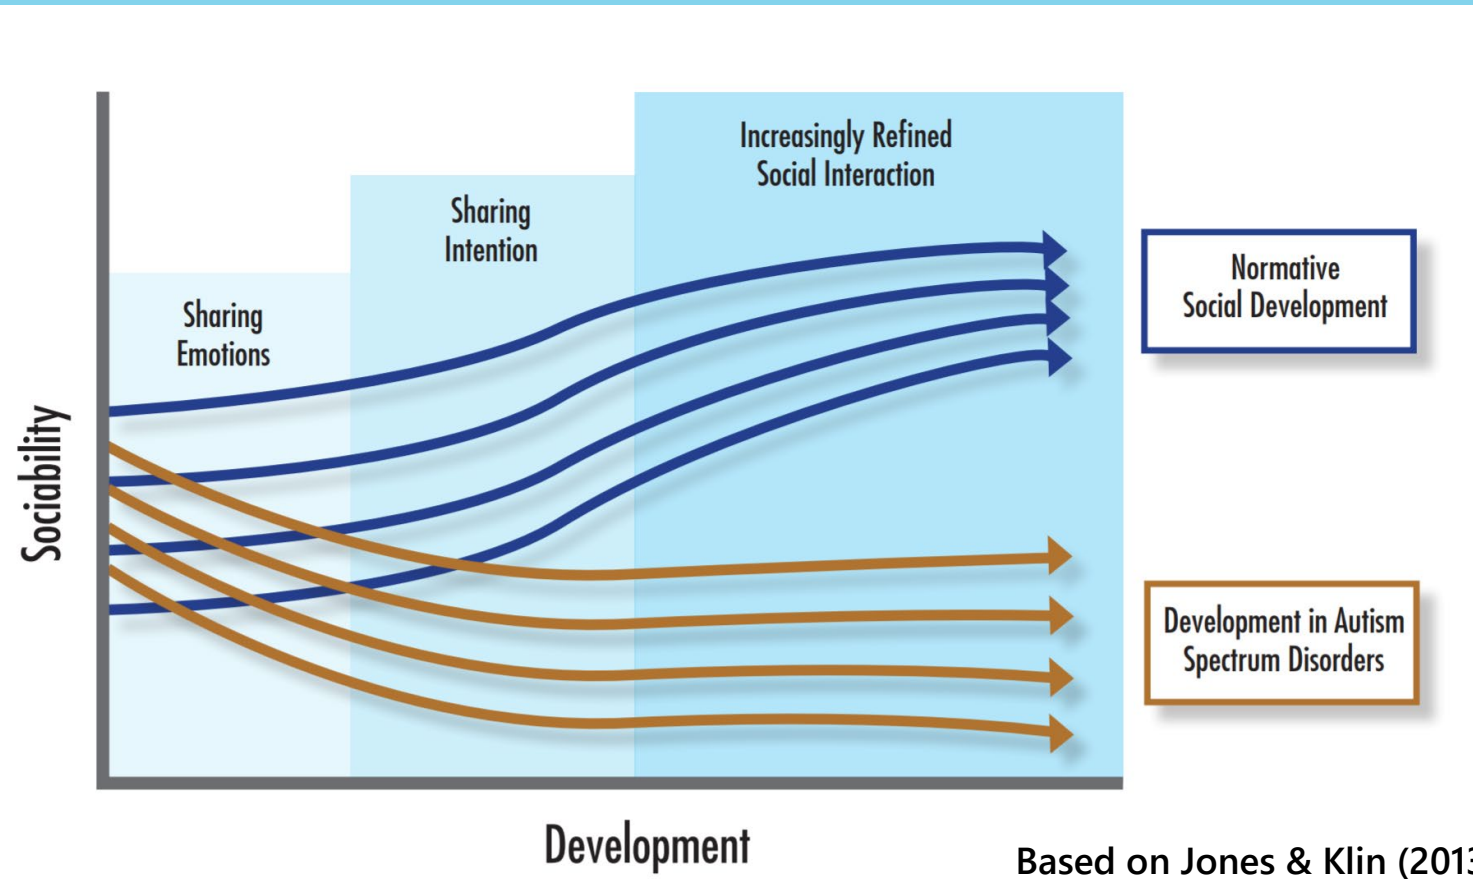 Increasingly Refined
Social Interaction
Sharing
Intention
Sharing
Emotions
Normative
Social Development
Sociability
Development in Autism
Spectrum Disorders
Development
Based on Jones & Klin (2013